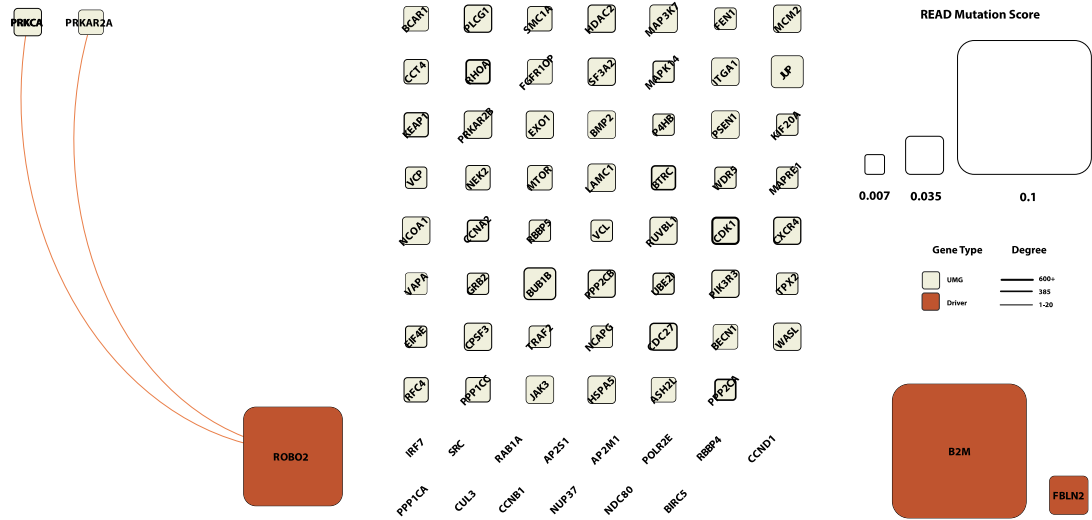 PRKCA PRKAR2A
BCAR1 PLCG1 SMC1A HDAC2 MAP3K7 FEN1 MCM2
READ Mutation Score
CCT4 RHOA FGFR1OP SF3A2 MAPK14 ITGA1 JUP
KEAP1 PRKAR2B EXO1 BMP2 P4HB PSEN1 KIF20A
VCP NEK2 MTOR LAMC1 BTRC WDR5 MAPRE1
0.007 0.035 0.1
NCOA1 CCNA2 RBBP5 VCL RUVBL1 CDK1 CXCR4
Gene Type Degree
VAPA GRB2 BUB1B PPP2CB UBE2I PIK3R3 TPX2
UMG 600+
385
Driver 1-20
EIF4E CPSF3 TRAF2 NCAPG CDC27 BECN1 WASL
RFC4 PPP1CC JAK3 HSPA5 ASH2L PPP2CA
IRF7 SRC RAB1A AP2S1 AP2M1 POLR2E RBBP4 CCND1
ROBO2
B2M
PPP1CA CUL3 CCNB1 NUP37 NDC80 BIRC5
FBLN2